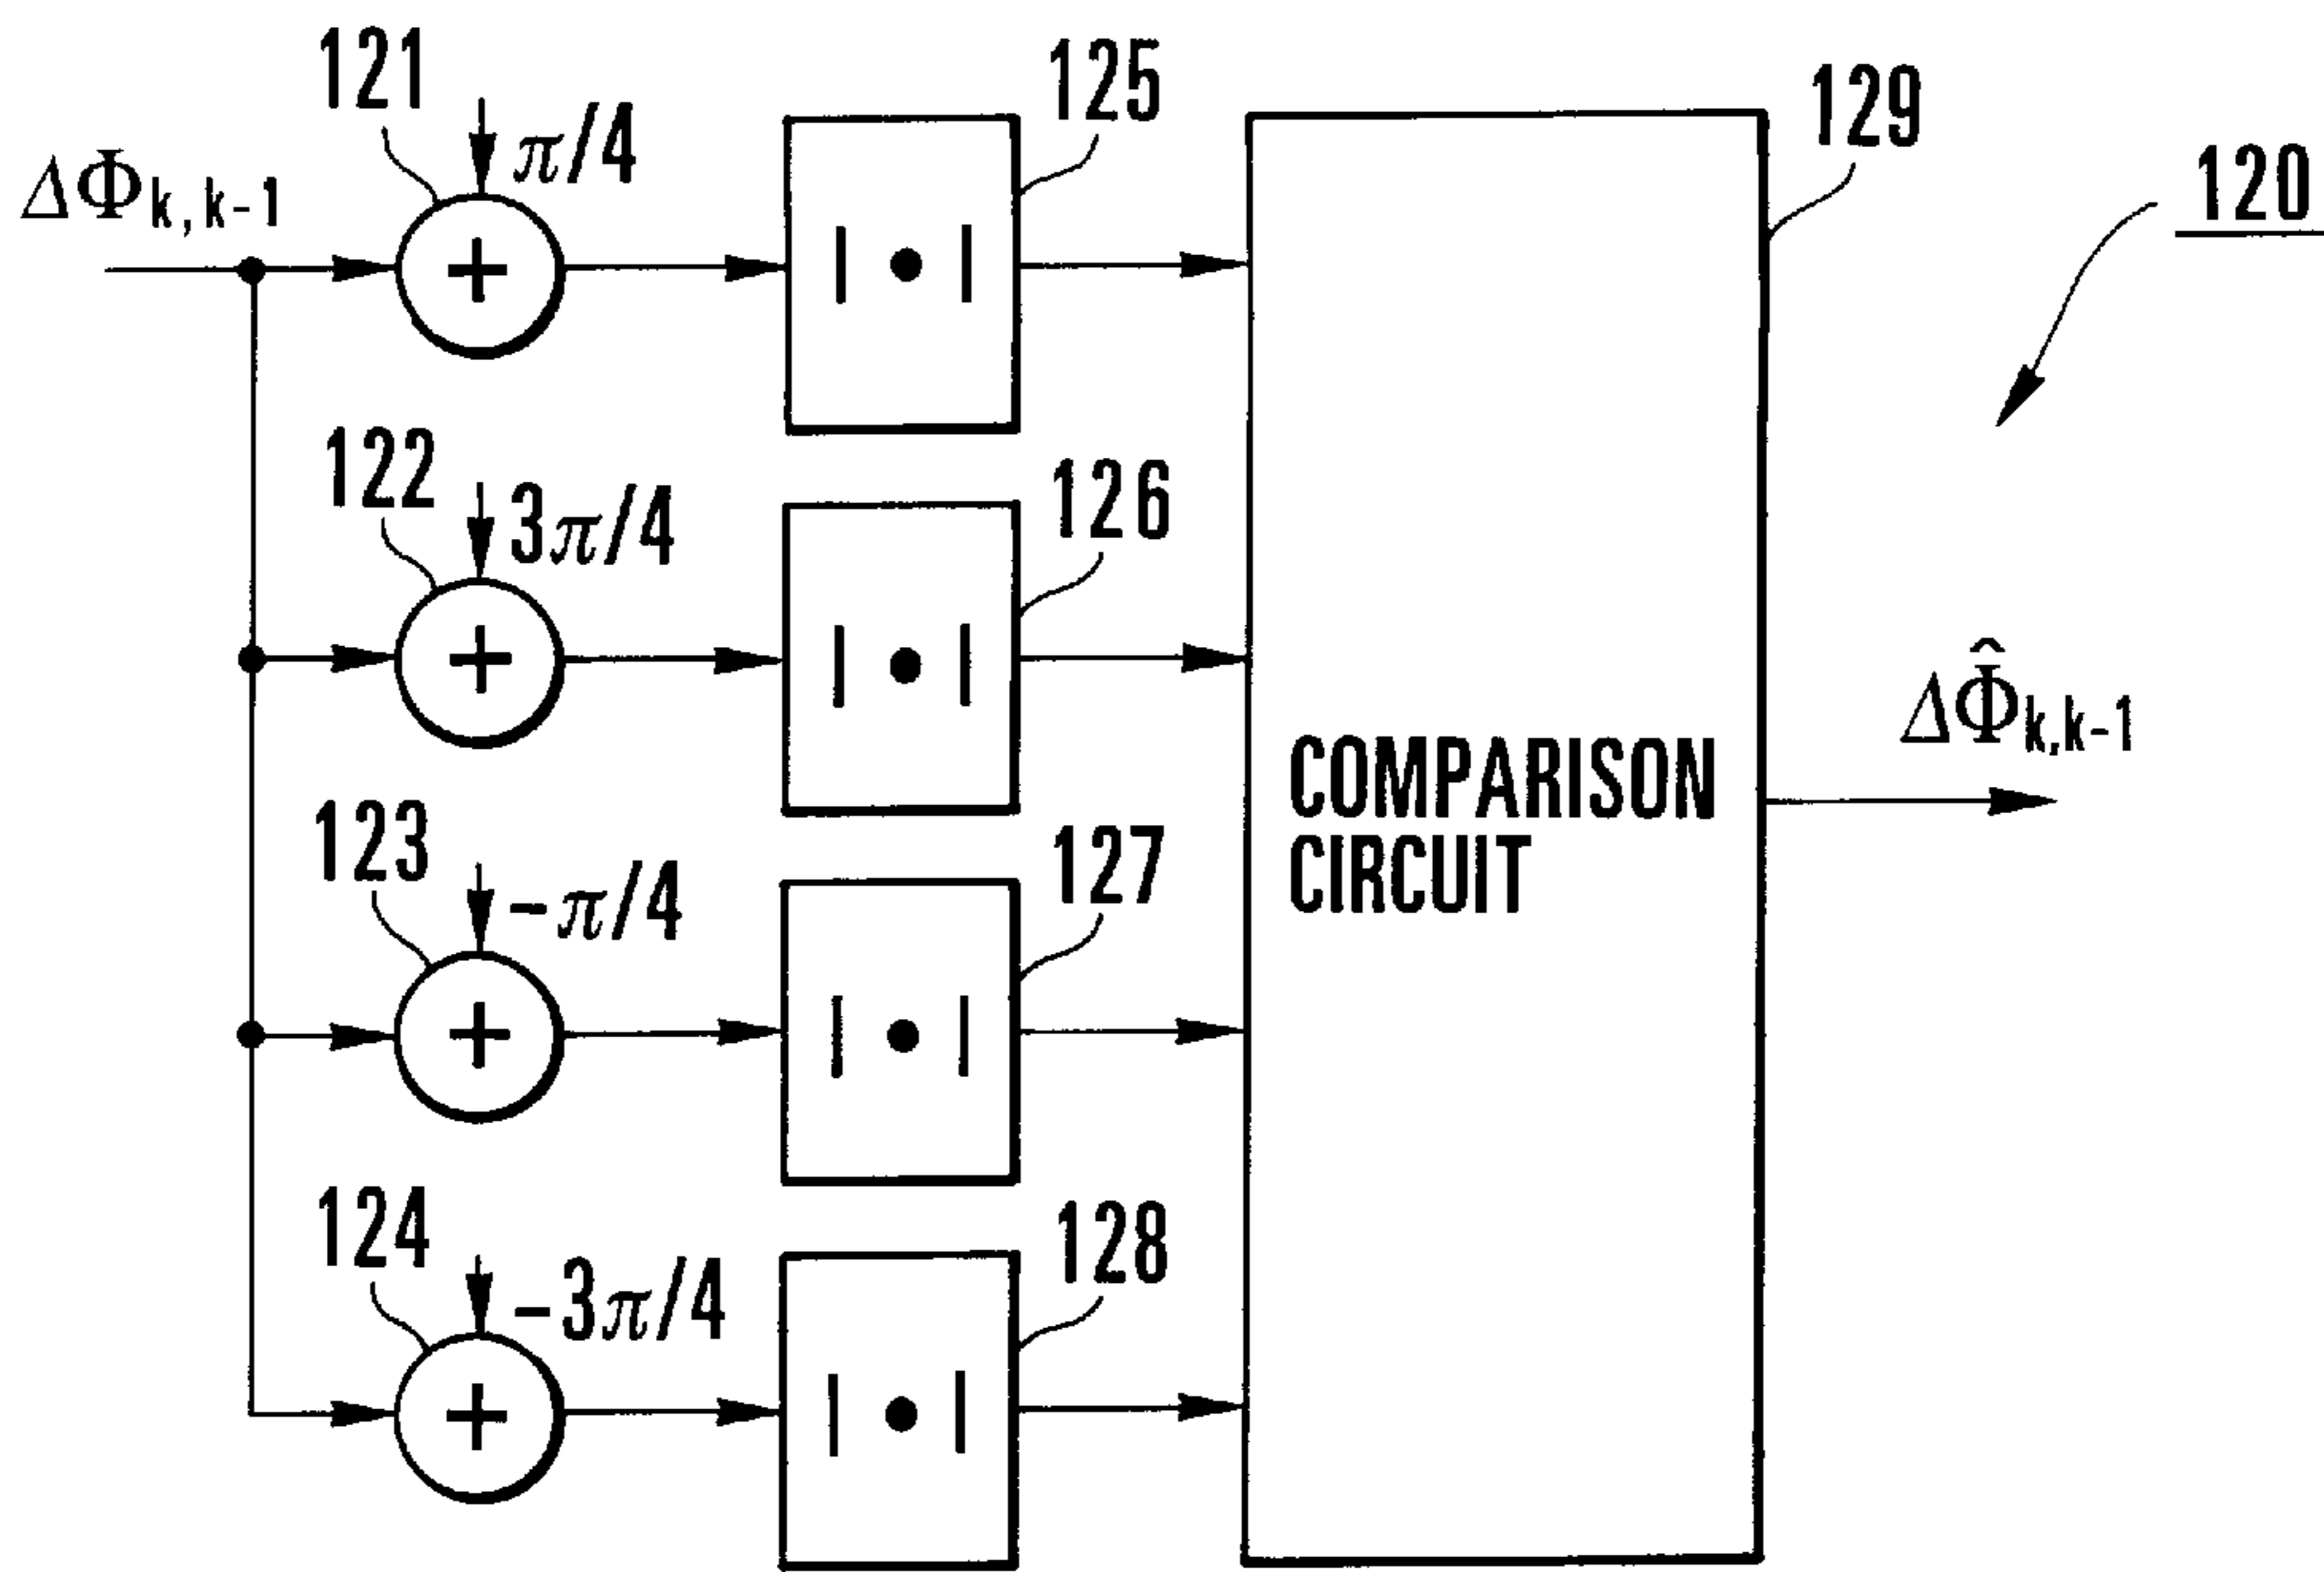 121
π/4
125
129
120
ΔΦk,k-1
+
| • |
122
3π/4
126
+
| • |
ΔΦ̂k,k-1
COMPARISON
CIRCUIT
123
-π/4
127
+
| • |
124
-3π/4
128
+
| • |